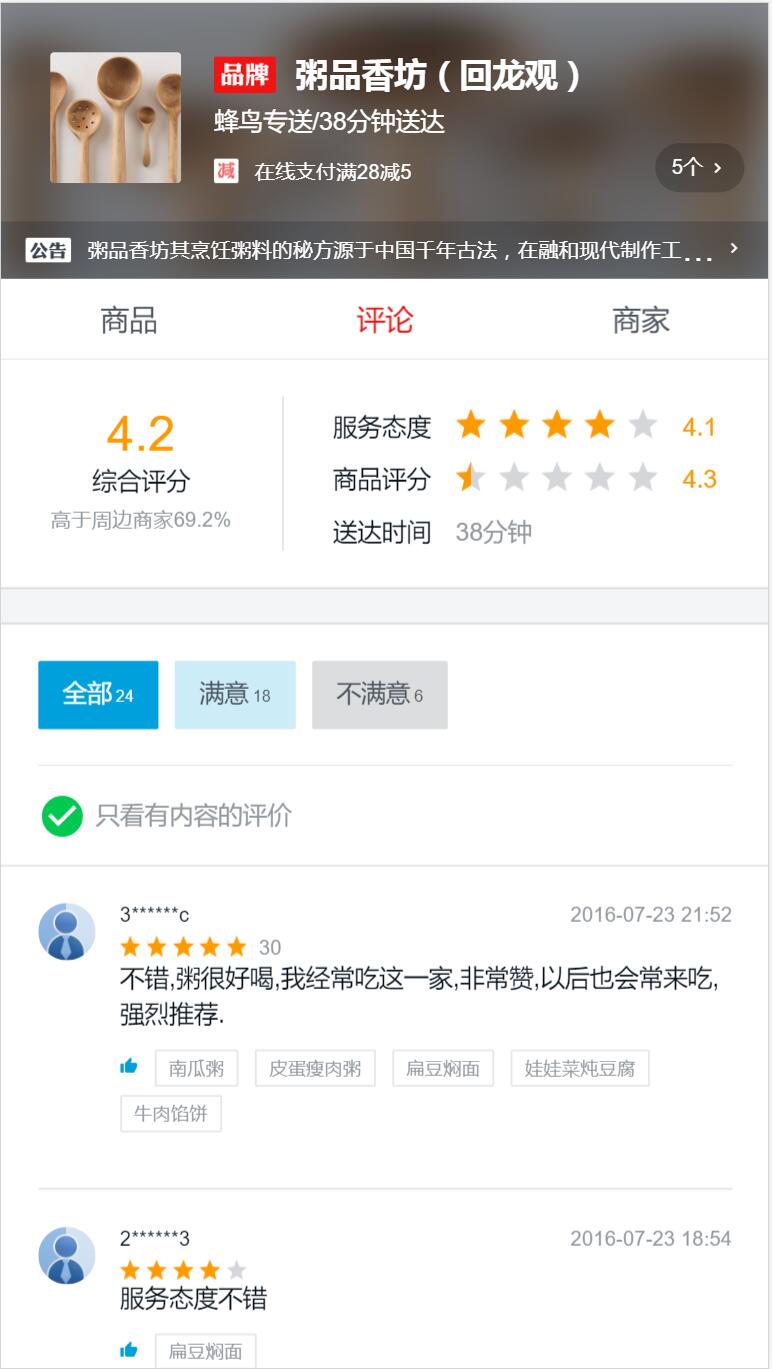 品牌 粥品香坊（回龙观）
蜂鸟专送/38分钟送达
减 在线支付满28减5
5个 >
公告 粥品香坊其烹饪粥料的秘方源于中国千年古法，在融和现代制作工... >
商品 评论 商家
4.2
综合评分
高于周边商家69.2%
服务态度 4.1
商品评分 4.3
送达时间 38分钟
全部 24 满意 18 不满意 6
只看有内容的评价
3******c 2016-07-23 21:52
30
不错,粥很好喝,我经常吃这一家,非常赞,以后也会常来吃,
强烈推荐.
南瓜粥 皮蛋瘦肉粥 扁豆焖面 娃娃菜炖豆腐
牛肉馅饼
2******3 2016-07-23 18:54
服务态度不错
扁豆焖面